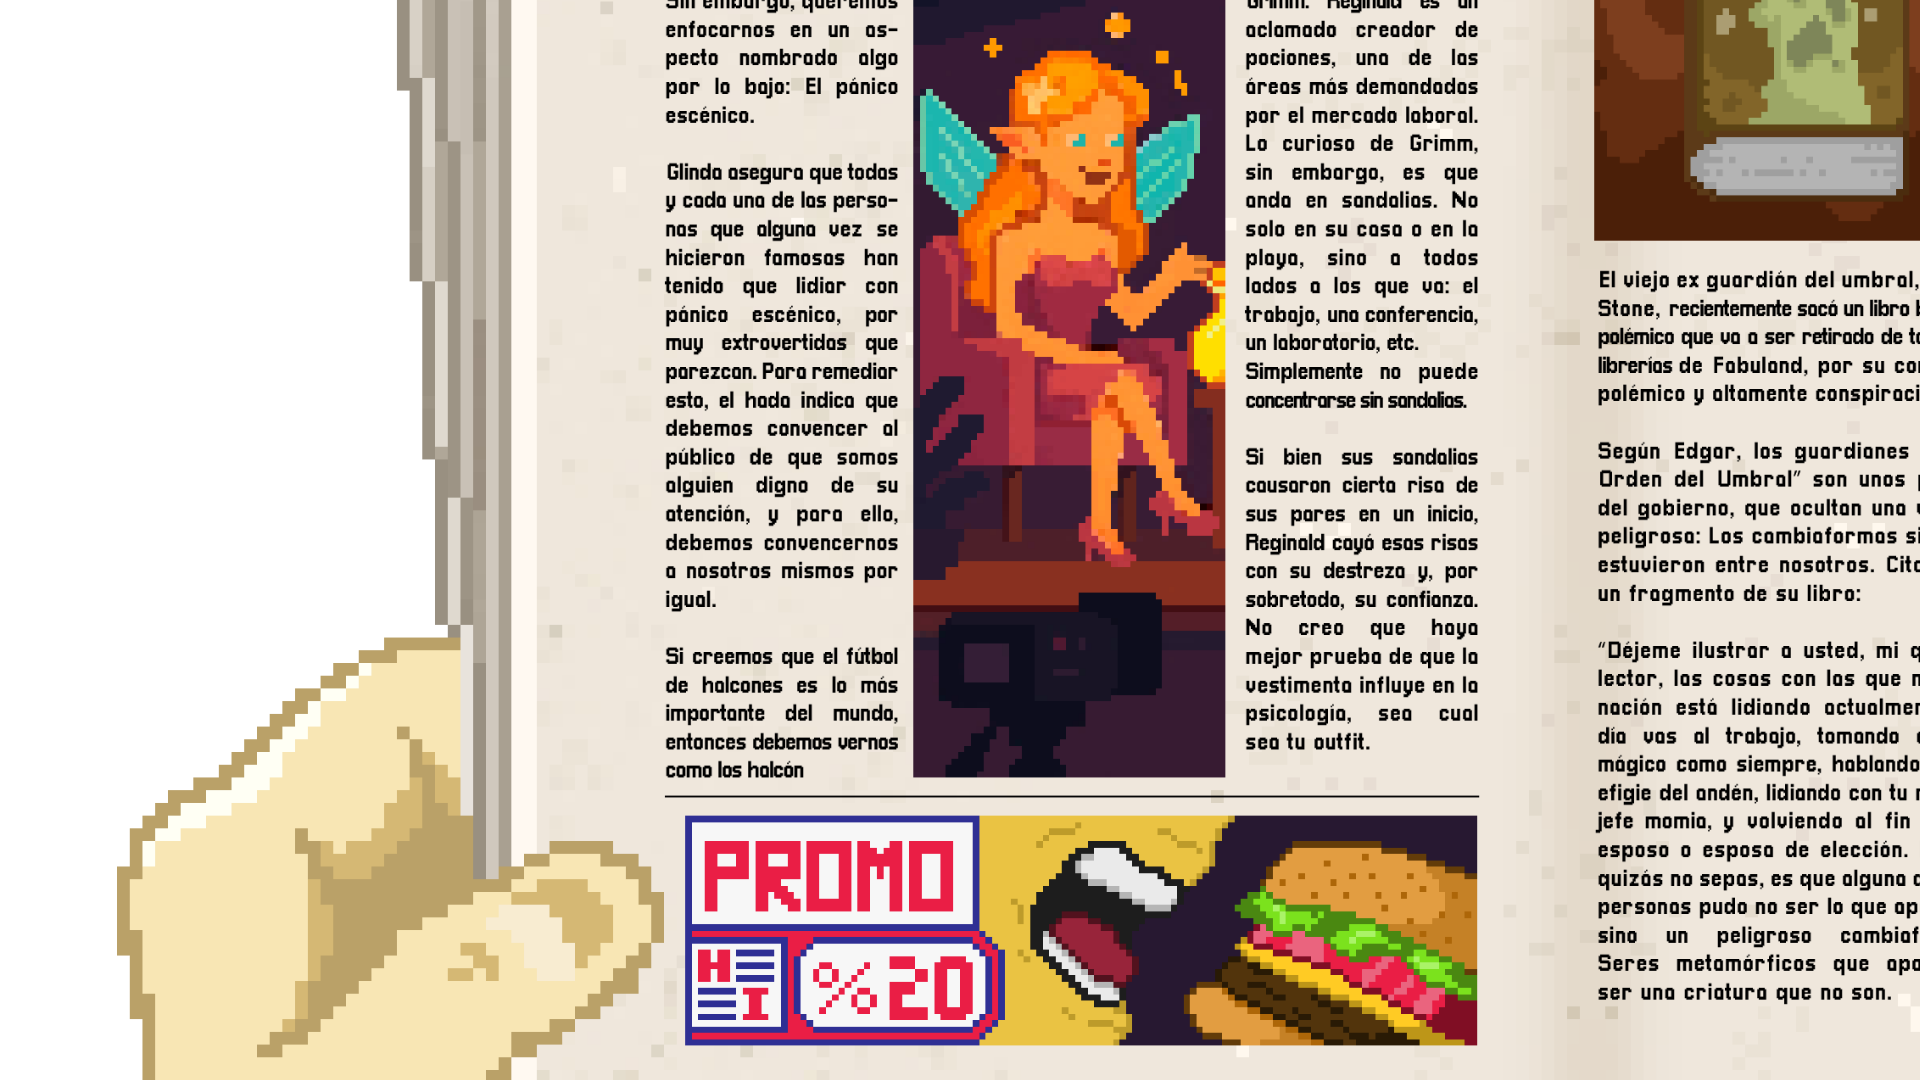 Sin embargo, queremos
enfocarnos en un as-
pecto nombrado algo
por lo bajo: El pánico
escénico.
Glinda asegura que todas
y cada una de las perso-
nas que alguna vez se
hicieron famosas han
tenido que lidiar con
pánico escénico, por
muy extrovertidas que
parezcan. Para remediar
esto, el hada indica que
debemos convencer al
público de que somos
alguien digno de su
atención, y para ello,
debemos convencernos
a nosotros mismos por
igual.
Si creemos que el fútbol
de halcones es lo más
importante del mundo,
entonces debemos vernos
como los halcón
Grimm. Reginald es un
aclamado creador de
pociones, una de las
áreas más demandadas
por el mercado laboral.
Lo curioso de Grimm,
sin embargo, es que
anda en sandalias. No
solo en su casa o en la
playa, sino a todos
lados a los que va: el
trabajo, una conferencia,
un laboratorio, etc.
Simplemente no puede
concentrarse sin sandalias.
Si bien sus sandalias
causaron cierta risa de
sus pares en un inicio,
Reginald cayó esas risas
con su destreza y, por
sobretodo, su confianza.
No creo que haya
mejor prueba de que la
vestimenta influye en la
psicología, sea cual
sea tu outfit.
PROMO
H
I
%20
El viejo ex guardián del umbral,
Stone, recientemente sacó un libro
polémico que va a ser retirado de
librerías de Fabuland, por su
polémico y altamente
Según Edgar, los guardianes
Orden del Umbral" son unos
del gobierno, que ocultan una
peligrosa: Los cambiaformas
estuvieron entre nosotros.
un fragmento de su libro:
"Déjeme ilustrar a usted, mi
lector, las cosas con las que
nación está lidiando
día vas al trabajo, tomando
mágico como siempre, hablando
efigie del andén, lidiando con tu
jefe momia, y volviendo al fin
esposo o esposa de elección.
quizás no sepas, es que alguna
personas pudo no ser lo que
sino un peligroso
Seres metamórficos que
ser una criatura que no son.